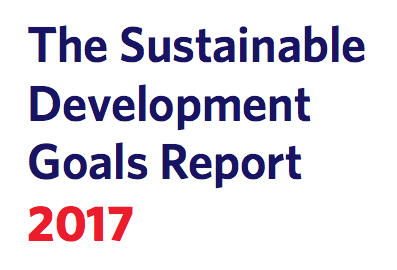 The Sustainable
Development
Goals Report
2017